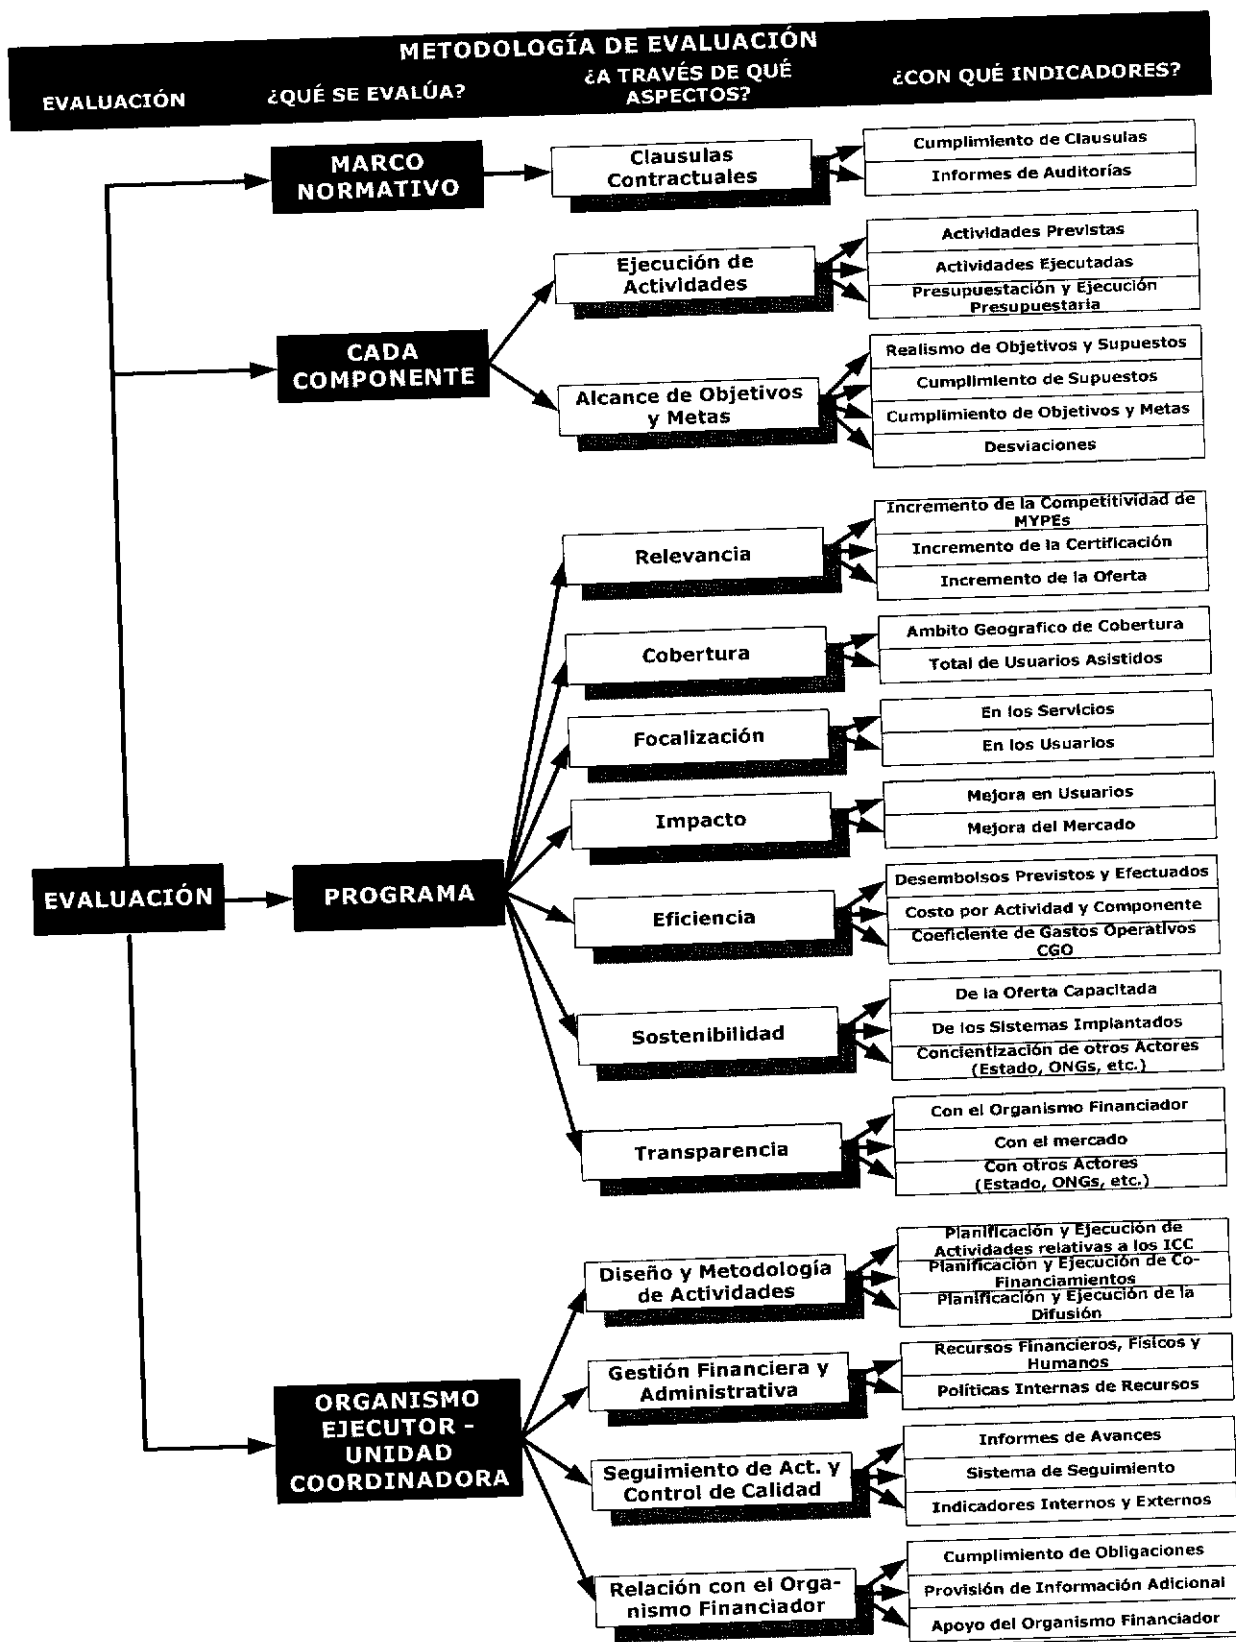 METODOLOGÍA DE EVALUACIÓN
EVALUACIÓN
¿QUÉ SE EVALÚA?
¿A TRAVÉS DE QUÉ
ASPECTOS?
¿CON QUÉ INDICADORES?
EVALUACIÓN
MARCO
NORMATIVO
Clausulas
Contractuales
Cumplimiento de Clausulas
Informes de Auditorías
CADA
COMPONENTE
Ejecución de
Actividades
Actividades Previstas
Actividades Ejecutadas
Presupuestación y Ejecución
Presupuestaria
Alcance de Objetivos
y Metas
Realismo de Objetivos y Supuestos
Cumplimiento de Supuestos
Cumplimiento de Objetivos y Metas
Desviaciones
PROGRAMA
Relevancia
Incremento de la Competitividad de
MYPEs
Incremento de la Certificación
Incremento de la Oferta
Cobertura
Ambito Geografico de Cobertura
Total de Usuarios Asistidos
Focalización
En los Servicios
En los Usuarios
Impacto
Mejora en Usuarios
Mejora del Mercado
Eficiencia
Desembolsos Previstos y Efectuados
Costo por Actividad y Componente
Coeficiente de Gastos Operativos
CGO
Sostenibilidad
De la Oferta Capacitada
De los Sistemas Implantados
Concientización de otros Actores
(Estado, ONGs, etc.)
Transparencia
Con el Organismo Financiador
Con el mercado
Con otros Actores
(Estado, ONGs, etc.)
ORGANISMO
EJECUTOR -
UNIDAD
COORDINADORA
Diseño y Metodología
de Actividades
Planificación y Ejecución de
Actividades relativas a los ICC
Planificación y Ejecución de Co-
Financiamientos
Planificación y Ejecución de la
Difusión
Gestión Financiera y
Administrativa
Recursos Financieros, Fisicos y
Humanos
Políticas Internas de Recursos
Seguimiento de Act. y
Control de Calidad
Informes de Avances
Sistema de Seguimiento
Indicadores Internos y Externos
Relación con el Orga-
nismo Financiador
Cumplimiento de Obligaciones
Provisión de Información Adicional
Apoyo del Organismo Financiador